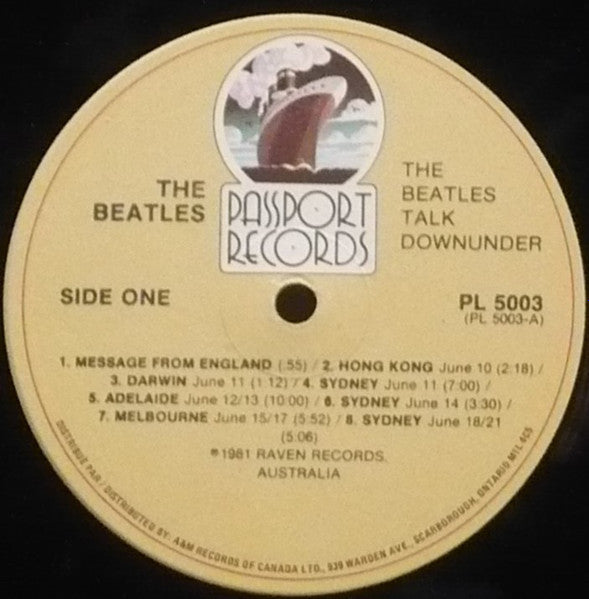 PASSPORT
RECORDS
THE
BEATLES
THE
BEATLES
TALK
DOWNUNDER
SIDE ONE
PL 5003
(PL 5003-A)
1. MESSAGE FROM ENGLAND (:55) / 2. HONG KONG June 10 (2:18) /
3. DARWIN June 11 (1:12) / 4. SYDNEY June 11 (7:00) /
5. ADELAIDE June 12/13 (10:00) / 6. SYDNEY June 14 (3:30) /
7. MELBOURNE June 15/17 (5:52) / 8. SYDNEY June 18/21
(5:06)
℗1981 RAVEN RECORDS,
AUSTRALIA
DISTRIBUE PAR / DISTRIBUTED BY: A&M RECORDS OF CANADA LTD., 939 WARDEN AVE., SCARBOROUGH, ONTARIO M1L 4C5